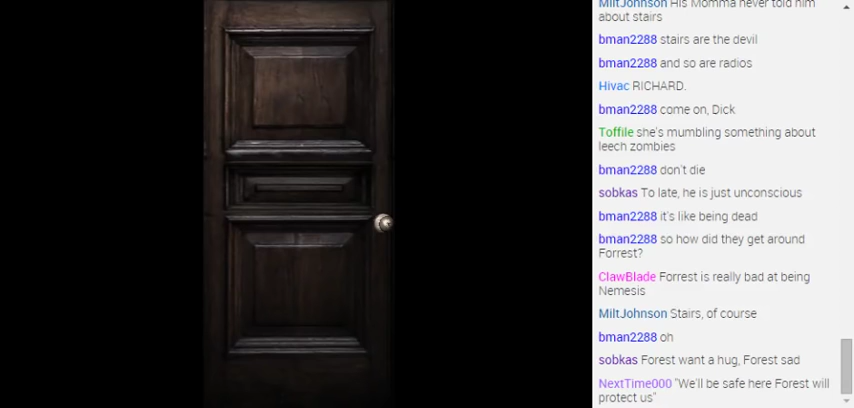 MiltJohnson His Momma never told him
about stairs
bman2288 stairs are the devil
bman2288 and so are radios
Hivac RICHARD.
bman2288 come on, Dick
Toffile she's mumbling something about
leech zombies
bman2288 don't die
sobkas To late, he is just unconscious
bman2288 it's like being dead
bman2288 so how did they get around
Forrest?
ClawBlade Forrest is really bad at being
Nemesis
MiltJohnson Stairs, of course
bman2288 oh
sobkas Forest want a hug, Forest sad
NextTime000 "We'll be safe here Forest will
protect us"